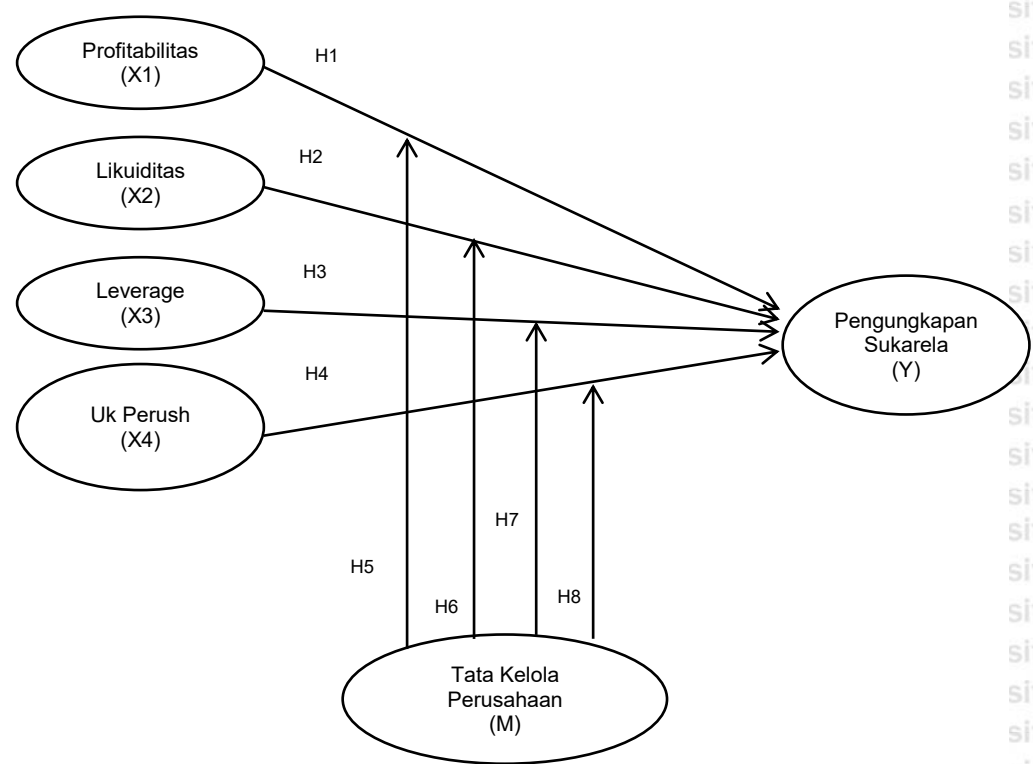 Profitabilitas
(X1)
H1
Likuiditas
(X2)
H2
Leverage
(X3)
H3
Uk Perush
(X4)
H4
Pengungkapan
Sukarela
(Y)
H5
H6
H7
H8
Tata Kelola
Perusahaan
(M)